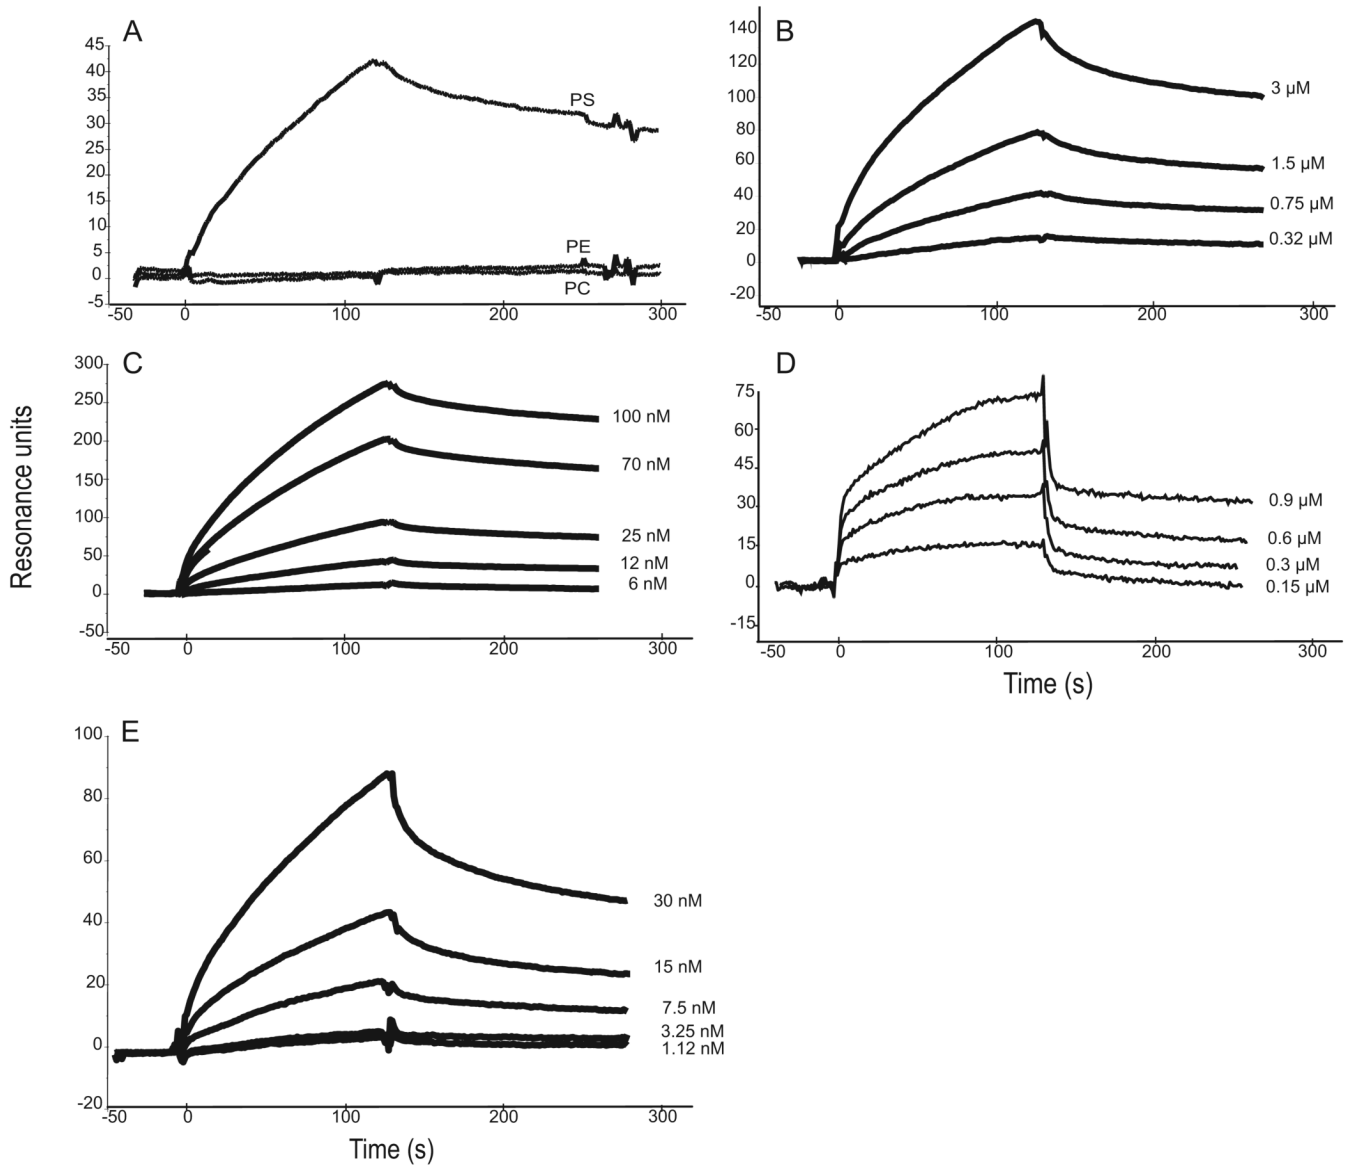 A
45
40
35
30
25
20
15
10
5
0
-5
-50
0
100
200
300
PS
PE
PC
B
140
120
100
80
60
40
20
0
-20
-50
0
100
200
300
3 µM
1.5 µM
0.75 µM
0.32 µM
C
300
250
200
150
100
50
0
-50
-50
0
100
200
300
100 nM
70 nM
25 nM
12 nM
6 nM
Resonance units
D
75
60
45
30
15
0
-15
-50
0
100
200
300
0.9 µM
0.6 µM
0.3 µM
0.15 µM
Time (s)
E
100
80
60
40
20
0
-20
-50
0
100
200
300
30 nM
15 nM
7.5 nM
3.25 nM
1.12 nM
Time (s)